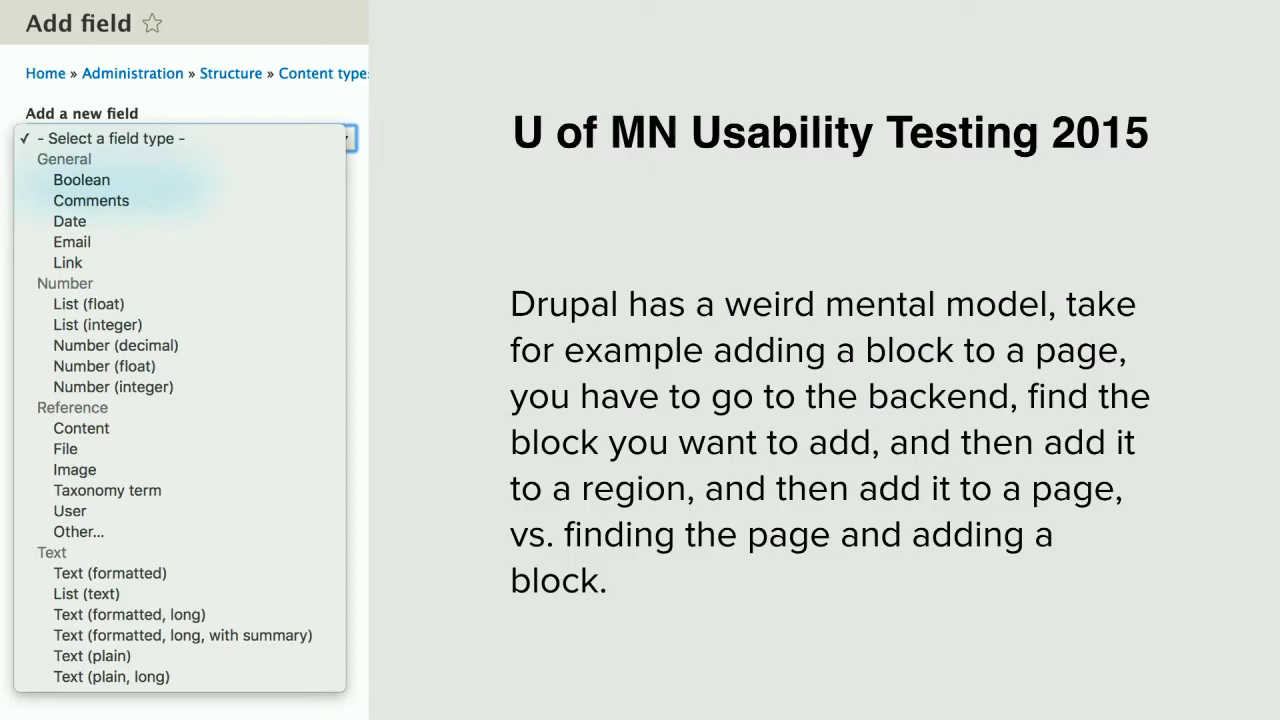 Add field
Home » Administration » Structure » Content types
Add a new field
✓ - Select a field type -
General
Boolean
Comments
Date
Email
Link
Number
List (float)
List (integer)
Number (decimal)
Number (float)
Number (integer)
Reference
Content
File
Image
Taxonomy term
User
Other...
Text
Text (formatted)
List (text)
Text (formatted, long)
Text (formatted, long, with summary)
Text (plain)
Text (plain, long)
U of MN Usability Testing 2015
Drupal has a weird mental model, take
for example adding a block to a page,
you have to go to the backend, find the
block you want to add, and then add it
to a region, and then add it to a page,
vs. finding the page and adding a
block.